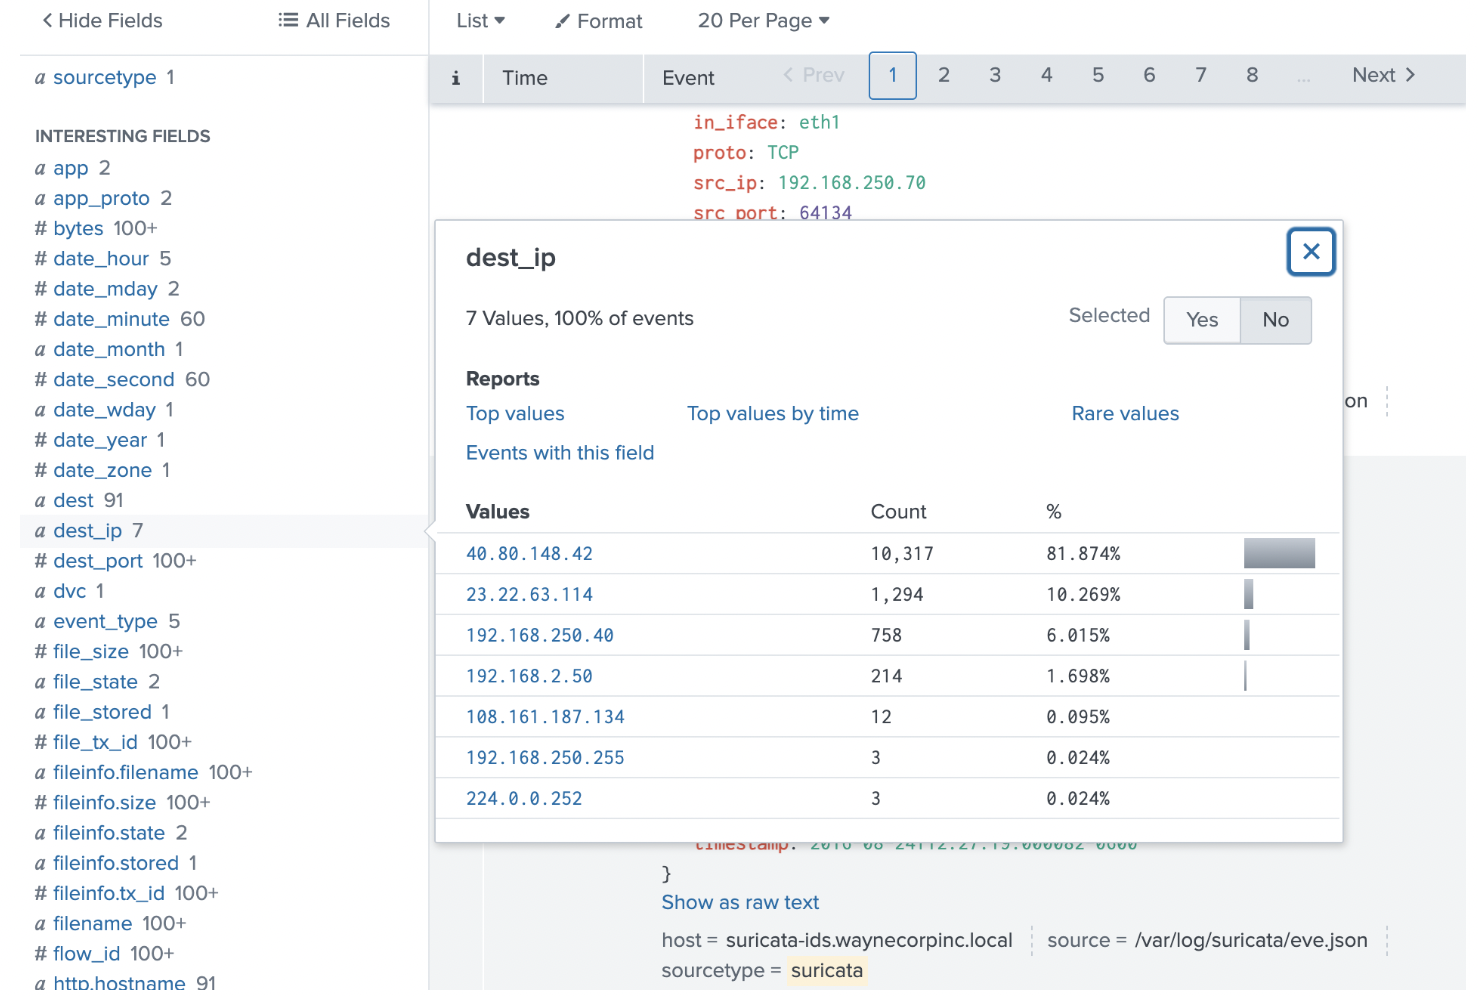 Hide Fields
All Fields
List
Format
20 Per Page
i
Time
Event
Prev
1
2
3
4
5
6
7
8
...
Next
a sourcetype 1
INTERESTING FIELDS
a app 2
a app_proto 2
# bytes 100+
# date_hour 5
# date_mday 2
# date_minute 60
a date_month 1
# date_second 60
a date_wday 1
# date_year 1
# date_zone 1
a dest 91
a dest_ip 7
# dest_port 100+
a dvc 1
a event_type 5
# file_size 100+
a file_state 2
a file_stored 1
# file_tx_id 100+
a fileinfo.filename 100+
# fileinfo.size 100+
a fileinfo.state 2
a fileinfo.stored 1
# fileinfo.tx_id 100+
a filename 100+
# flow_id 100+
a http.hostname 91
in_iface: eth1
proto: TCP
src_ip: 192.168.250.70
src_port: 64134
dest_ip
7 Values, 100% of events
Selected
Yes
No
Reports
Top values
Top values by time
Rare values
Events with this field
Values Count %
40.80.148.42 10,317 81.874%
23.22.63.114 1,294 10.269%
192.168.250.40 758 6.015%
192.168.2.50 214 1.698%
108.161.187.134 12 0.095%
192.168.250.255 3 0.024%
224.0.0.252 3 0.024%
on
timestamp: 2016-08-24T12:27:19.000082-0600
}
Show as raw text
host = suricata-ids.waynecorpinc.local
source = /var/log/suricata/eve.json
sourcetype = suricata